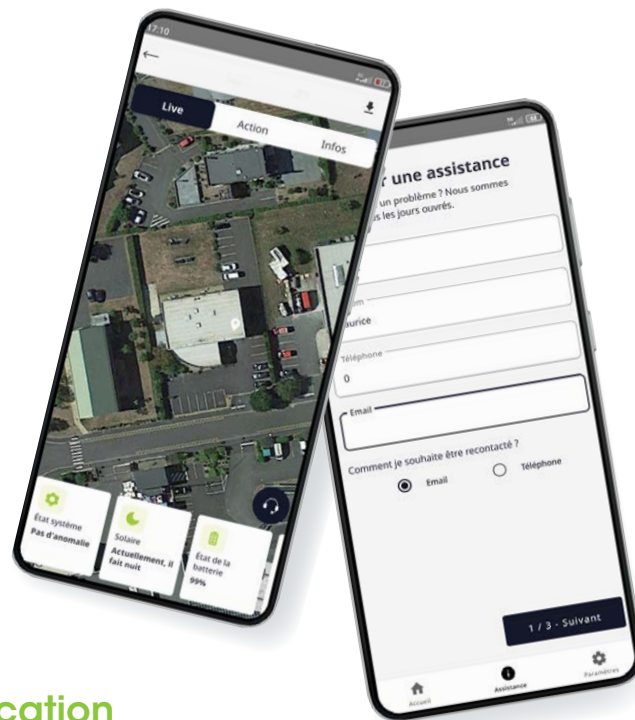 17:10
Live
Action
Infos
État système
Pas d'anomalie
Solaire
Actuellement, il
fait nuit
État de la
batterie
99%
r une assistance
un problème ? Nous sommes
les jours ouvrés.
aurice
Téléphone
0
Email
Comment je souhaite être recontacté ?
Email
Téléphone
1 / 3 - Suivant
Accueil
Assistance
Paramètres
cation